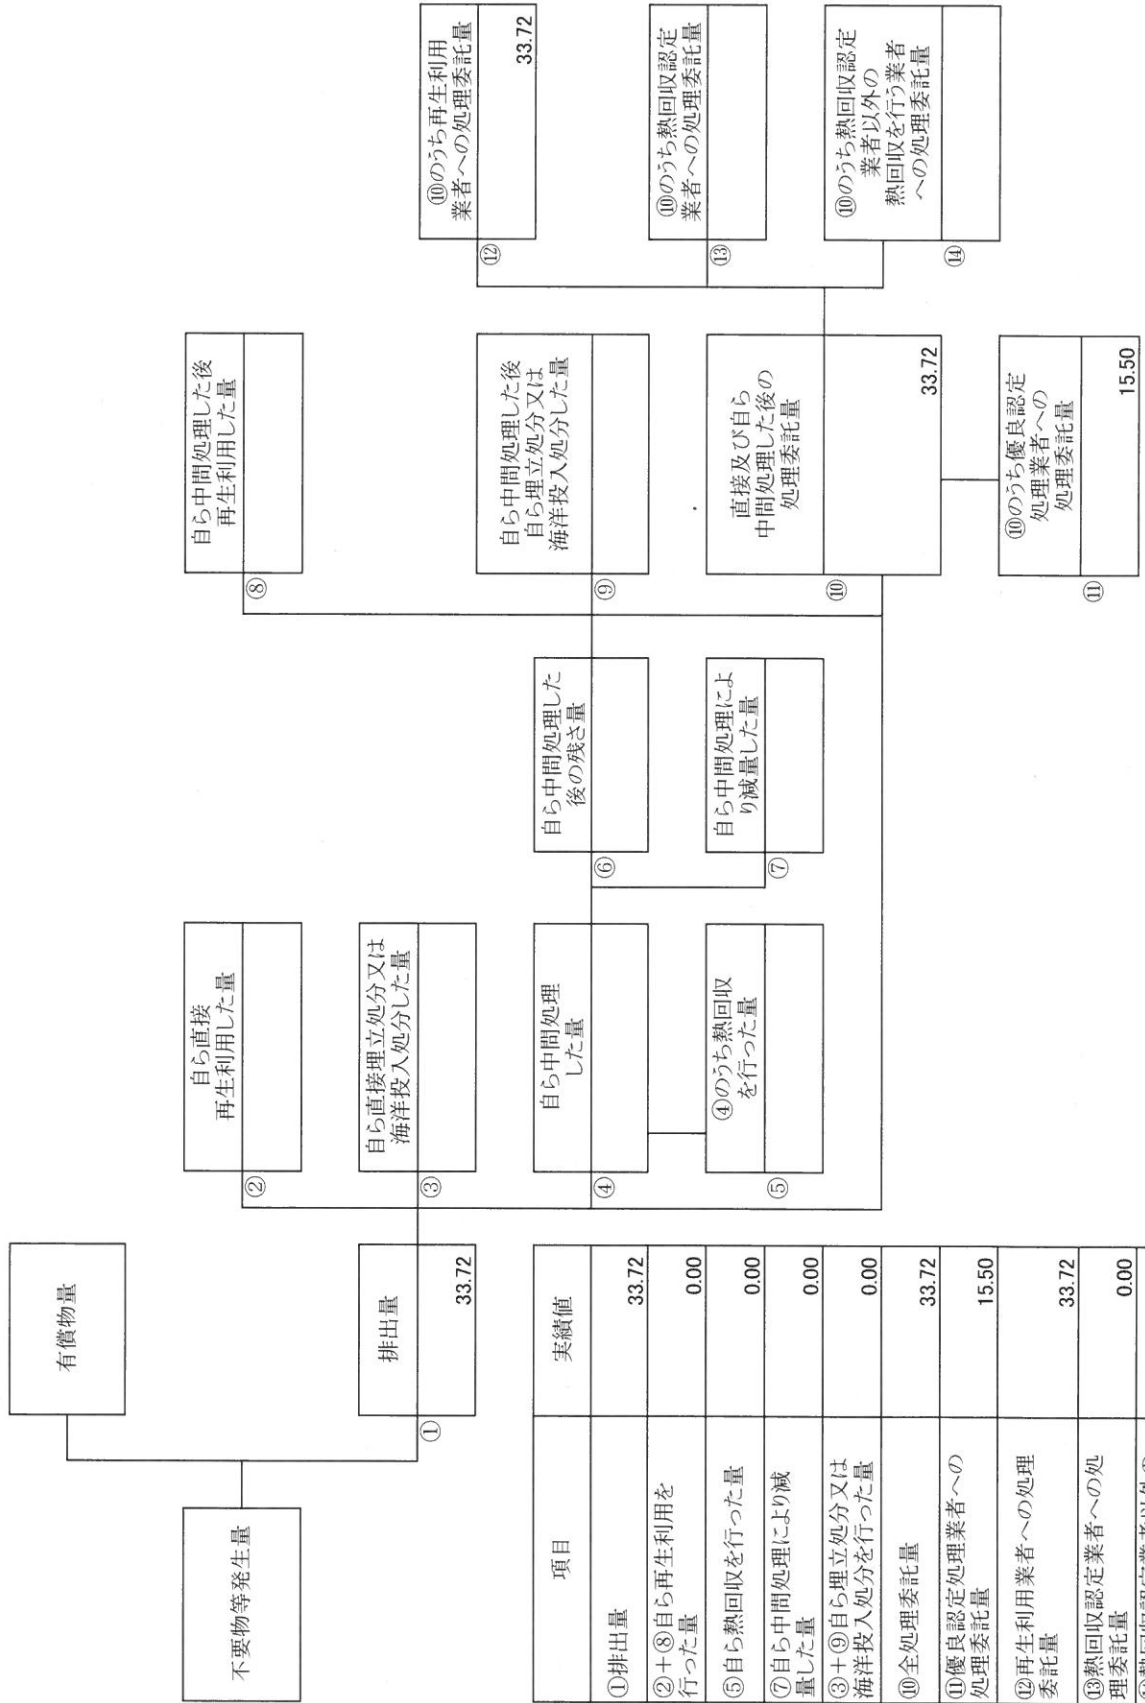 不要物等発生量
有償物量
排出量
①
33.72
自ら直接
再生利用した量
②
自ら直接埋立処分又は
海洋投入処分した量
③
自ら中間処理
した量
④
④のうち熱回収
を行った量
⑤
自ら中間処理した
後の残さ量
⑥
自ら中間処理によ
り減量した量
⑦
自ら中間処理した後
再生利用した量
⑧
自ら中間処理した後
自ら埋立処分又は
海洋投入処分した量
⑨
直接及び自ら
中間処理した後の
処理委託量
⑩
33.72
⑩のうち優良認定
処理業者への
処理委託量
⑪
15.50
⑩のうち再生利用
業者への処理委託量
⑫
33.72
⑩のうち熱回収認定
業者への処理委託量
⑬
⑩のうち熱回収認定
業者以外の
熱回収を行う業者
への処理委託量
⑭
項目 実績値
①排出量 33.72
②+⑧自ら再生利用を
行った量 0.00
⑤自ら熱回収を行った量 0.00
⑦自ら中間処理により減
量した量 0.00
③+⑨自ら埋立処分又は
海洋投入処分を行った量 0.00
⑩全処理委託量 33.72
⑪優良認定処理業者への
処理委託量 15.50
⑫再生利用業者への処理
委託量 33.72
⑬熱回収認定業者への処
理委託量 0.00